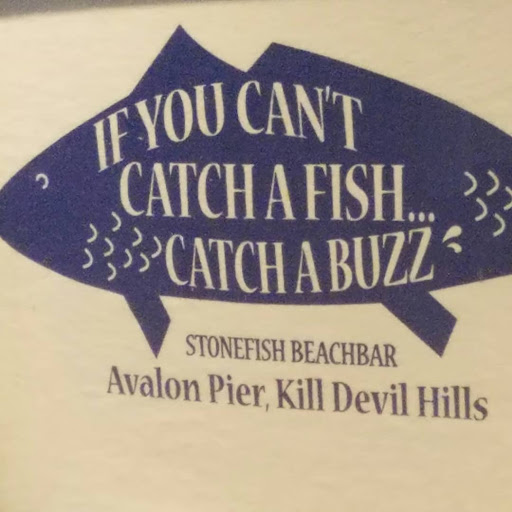 IF YOU CAN'T
CATCH A FISH...
CATCH A BUZZ
STONEFISH BEACHBAR
Avalon Pier, Kill Devil Hills